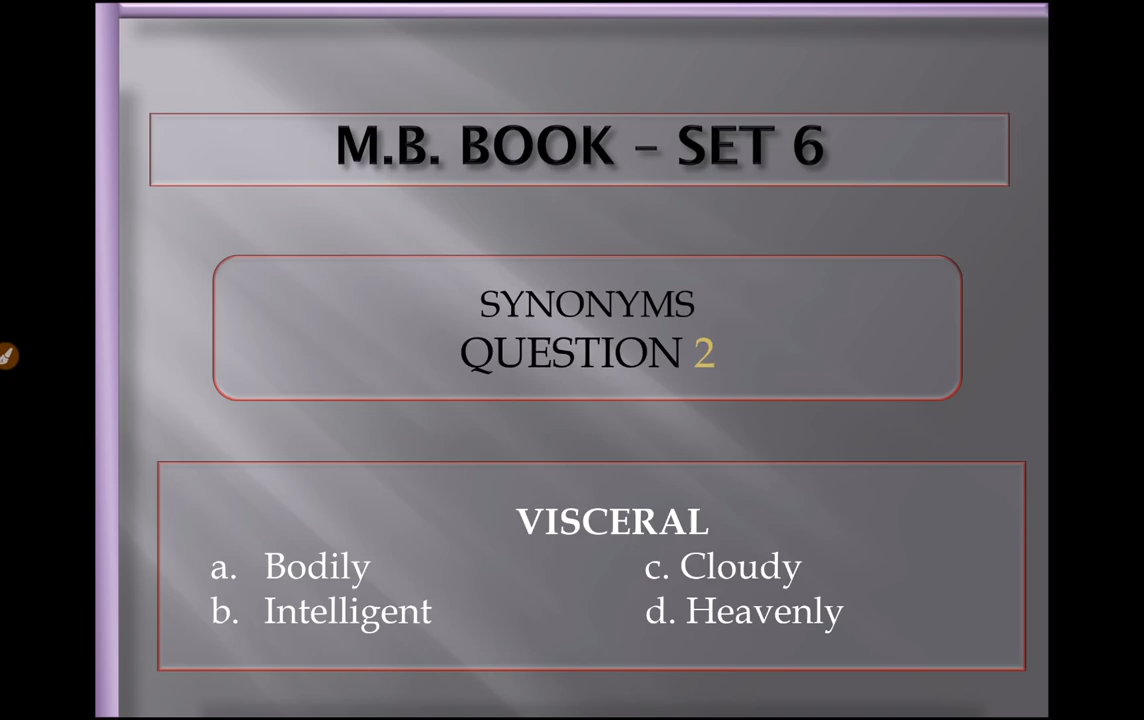 M.B. BOOK – SET 6
SYNONYMS
QUESTION 2
VISCERAL
a. Bodily c. Cloudy
b. Intelligent d. Heavenly